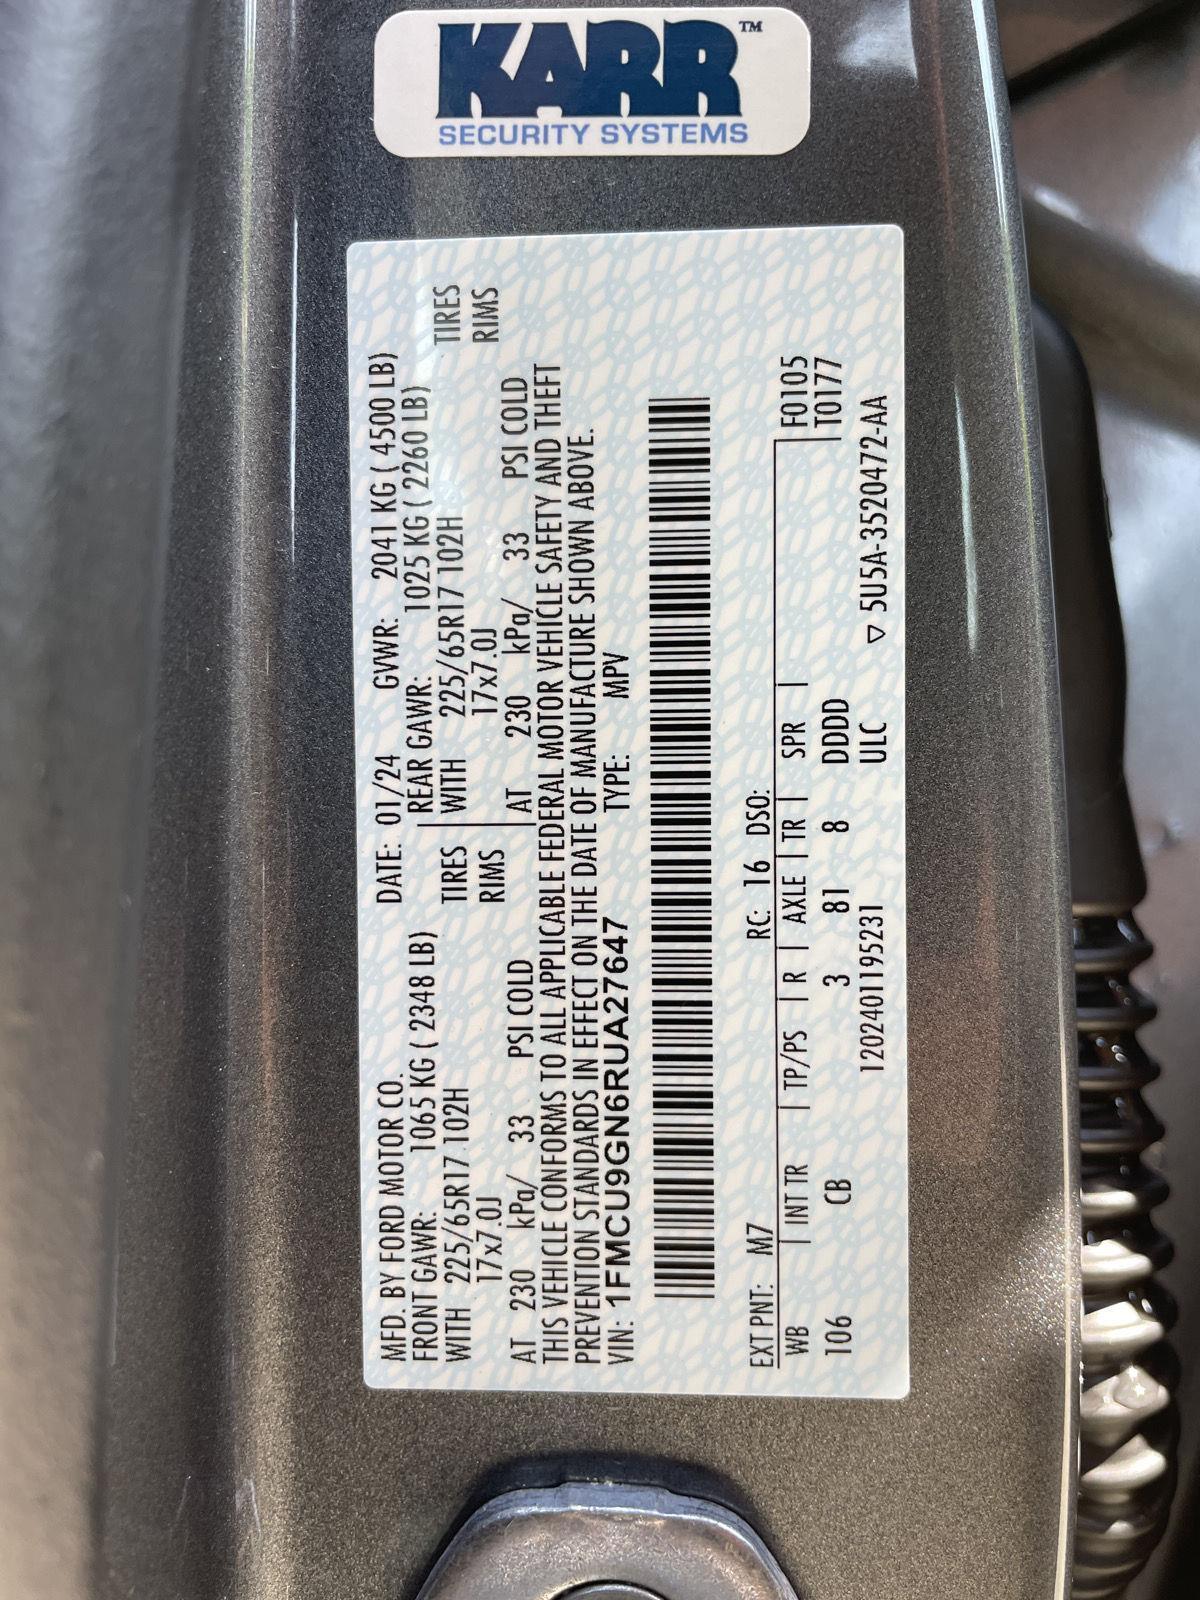 KARR™
SECURITY SYSTEMS
MFD. BY FORD MOTOR CO. DATE: 01/24 GVWR: 2041 KG ( 4500 LB)
FRONT GAWR: 1065 KG ( 2348 LB) REAR GAWR: 1025 KG ( 2260 LB)
WITH 225/65R17 102H TIRES WITH 225/65R17 102H TIRES
17x7.0J RIMS 17x7.0J RIMS
AT 230 kPa/ 33 PSI COLD AT 230 kPa/ 33 PSI COLD
THIS VEHICLE CONFORMS TO ALL APPLICABLE FEDERAL MOTOR VEHICLE SAFETY AND THEFT
PREVENTION STANDARDS IN EFFECT ON THE DATE OF MANUFACTURE SHOWN ABOVE.
VIN: 1FMCU9GN6RUA27647 TYPE: MPV
EXT PNT: M7 RC: 16 DSO:
WB INT TR TP/PS R AXLE TR SPR F0105
106 CB 3 81 8 DDDD T0177
1202401195231 ULC ▽ 5U5A-3520472-AA